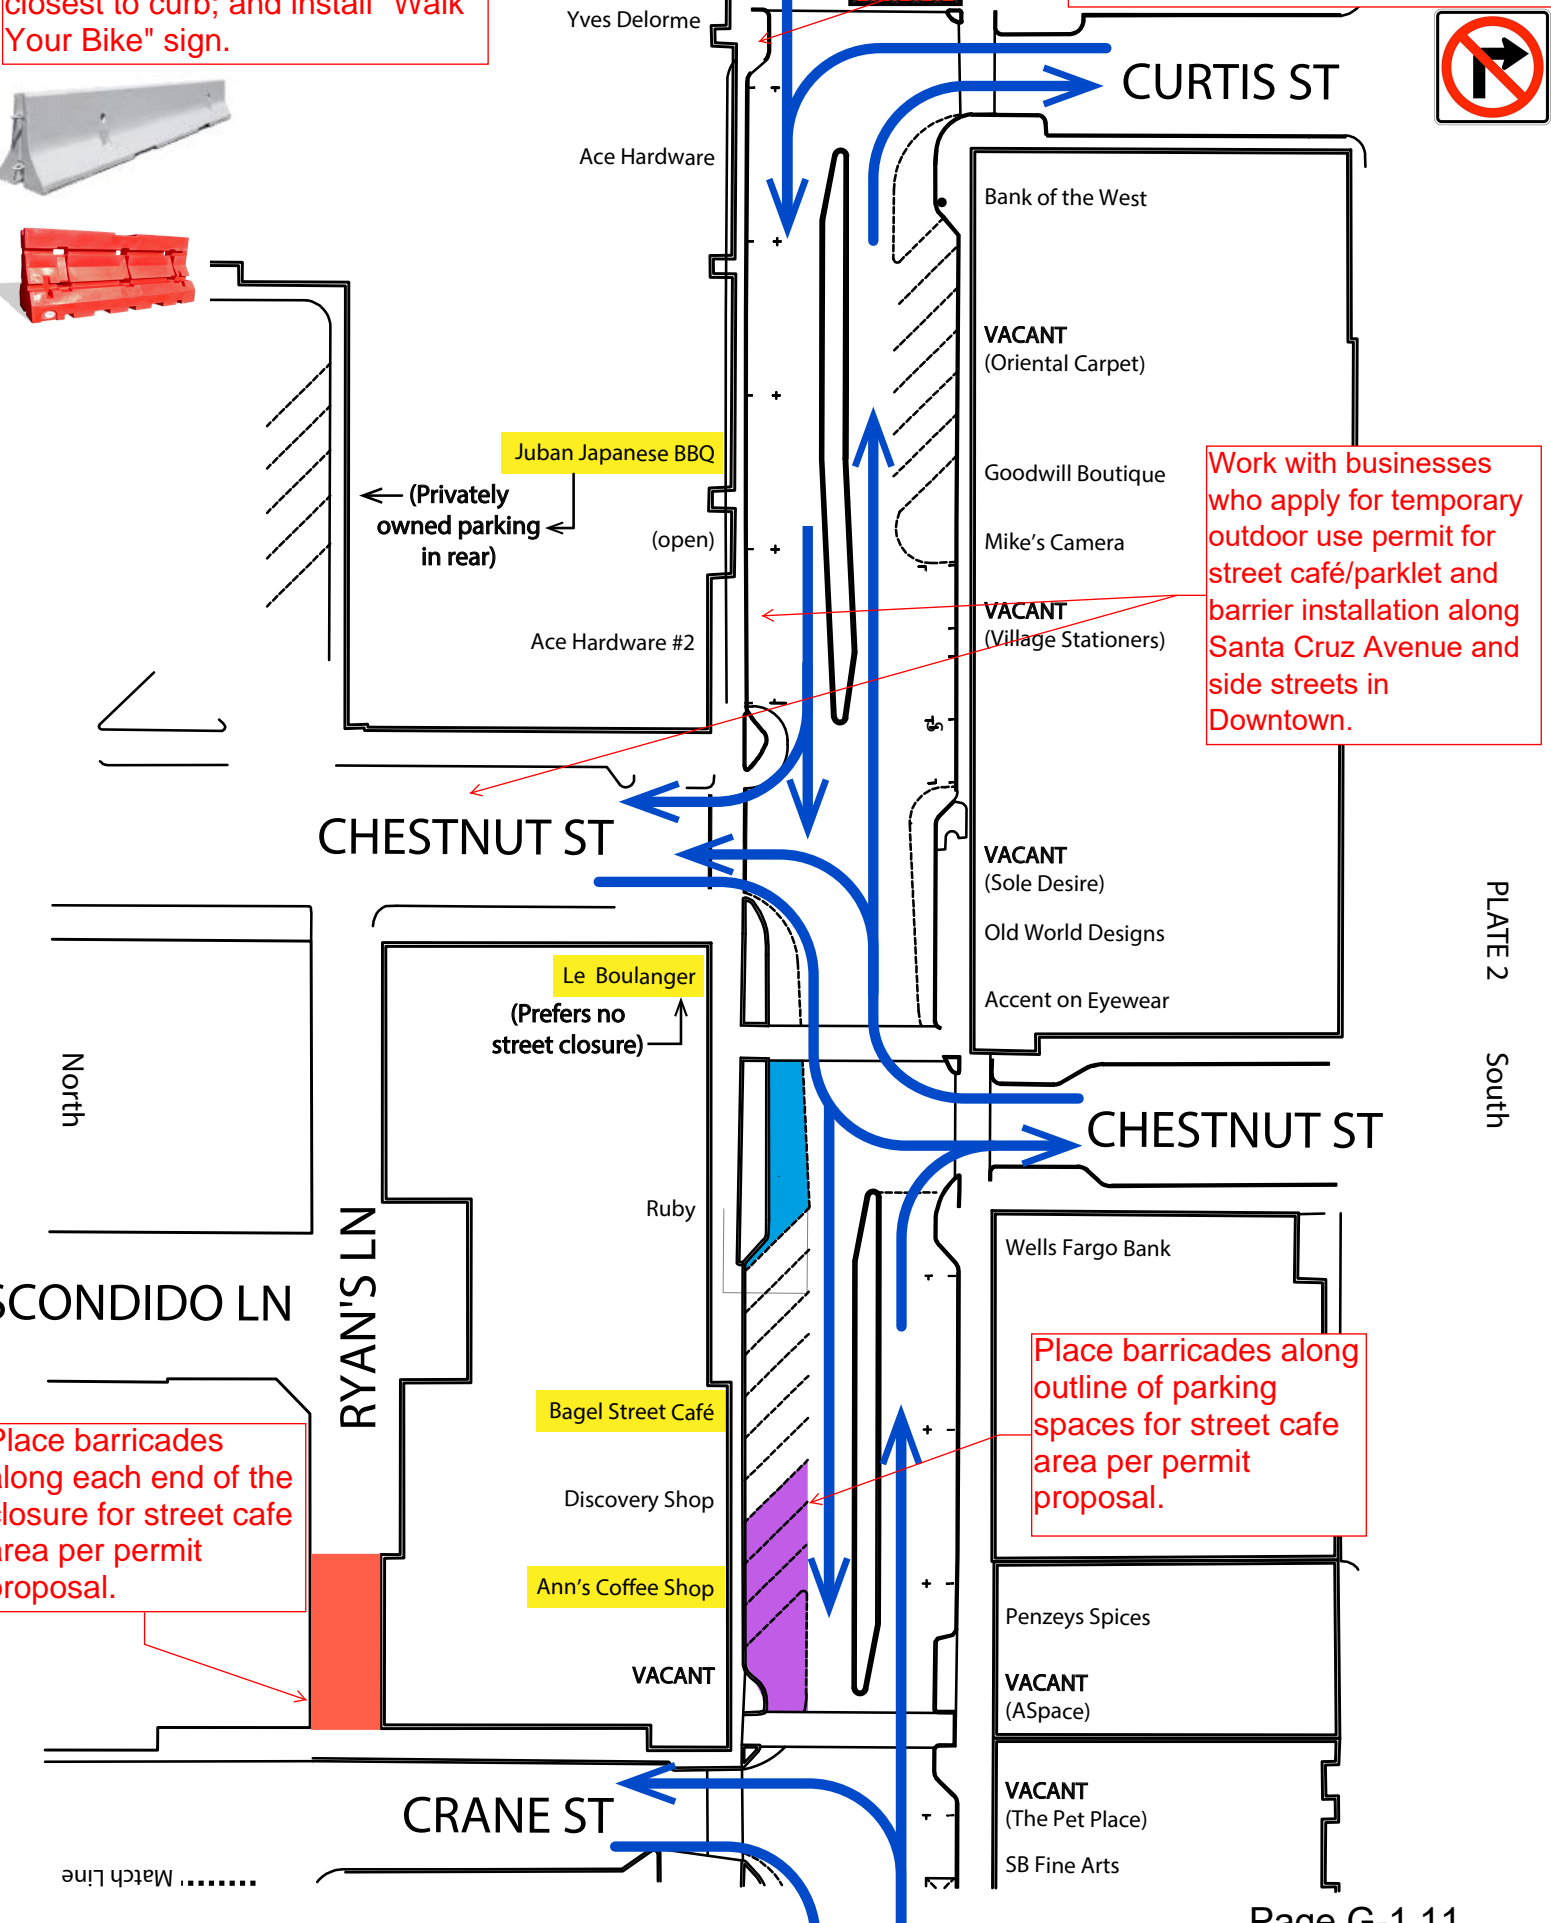 closest to curb; and install "Walk
Your Bike" sign.
Yves Delorme
CURTIS ST
Ace Hardware
Bank of the West
VACANT
(Oriental Carpet)
Juban Japanese BBQ
(Privately
owned parking
in rear)
(open)
Goodwill Boutique
Mike's Camera
VACANT
(Village Stationers)
Work with businesses
who apply for temporary
outdoor use permit for
street café/parklet and
barrier installation along
Santa Cruz Avenue and
side streets in
Downtown.
Ace Hardware #2
CHESTNUT ST
VACANT
(Sole Desire)
Old World Designs
Accent on Eyewear
PLATE 2
South
Le Boulanger
(Prefers no
street closure)
North
CHESTNUT ST
Ruby
Wells Fargo Bank
SCONDIDO LN
RYAN'S LN
Place barricades along
outline of parking
spaces for street cafe
area per permit
proposal.
Bagel Street Café
Place barricades
along each end of the
closure for street cafe
area per permit
proposal.
Discovery Shop
Ann's Coffee Shop
VACANT
Penzeys Spices
VACANT
(ASpace)
CRANE ST
VACANT
(The Pet Place)
SB Fine Arts
Match Line
Page G-1.11